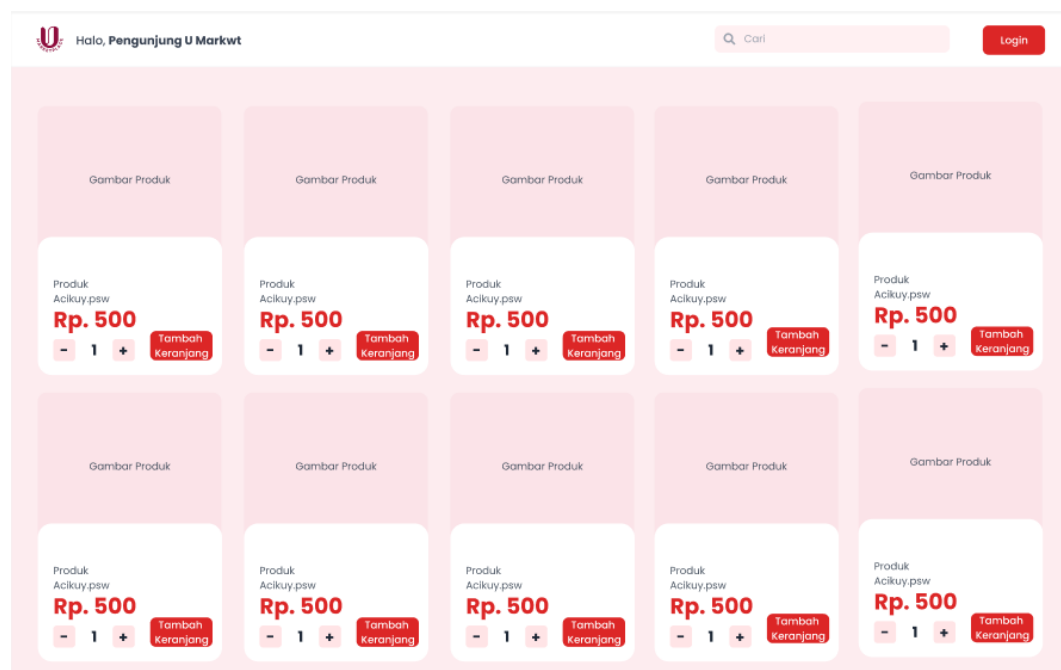 Halo, Pengunjung U Markwt
Cari
Login
Gambar Produk
Gambar Produk
Gambar Produk
Gambar Produk
Gambar Produk
Produk
Acikuy.psw
Rp. 500
- 1 +
Tambah
Keranjang
Produk
Acikuy.psw
Rp. 500
- 1 +
Tambah
Keranjang
Produk
Acikuy.psw
Rp. 500
- 1 +
Tambah
Keranjang
Produk
Acikuy.psw
Rp. 500
- 1 +
Tambah
Keranjang
Produk
Acikuy.psw
Rp. 500
- 1 +
Tambah
Keranjang
Gambar Produk
Gambar Produk
Gambar Produk
Gambar Produk
Gambar Produk
Produk
Acikuy.psw
Rp. 500
- 1 +
Tambah
Keranjang
Produk
Acikuy.psw
Rp. 500
- 1 +
Tambah
Keranjang
Produk
Acikuy.psw
Rp. 500
- 1 +
Tambah
Keranjang
Produk
Acikuy.psw
Rp. 500
- 1 +
Tambah
Keranjang
Produk
Acikuy.psw
Rp. 500
- 1 +
Tambah
Keranjang